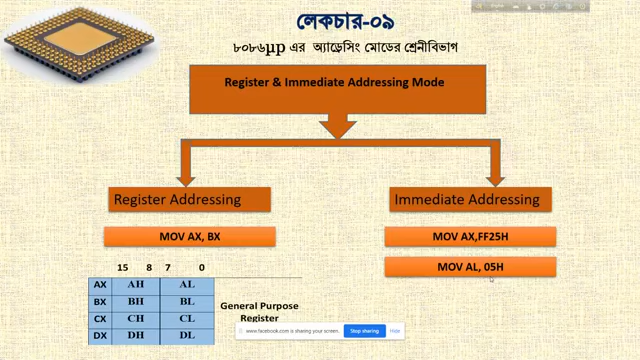 লেকচার-০৯
৮০৮৬µp এর অ্যাড্রেসিং মোডের শ্রেনীবিভাগ
Register & Immediate Addressing Mode
Register Addressing
Immediate Addressing
MOV AX, BX
MOV AX,FF25H
MOV AL, 05H
15 8 7 0
AX AH AL
BX BH BL
CX CH CL
DX DH DL
General Purpose
Register
www.facebook.com is sharing your screen.
Stop sharing
Hide